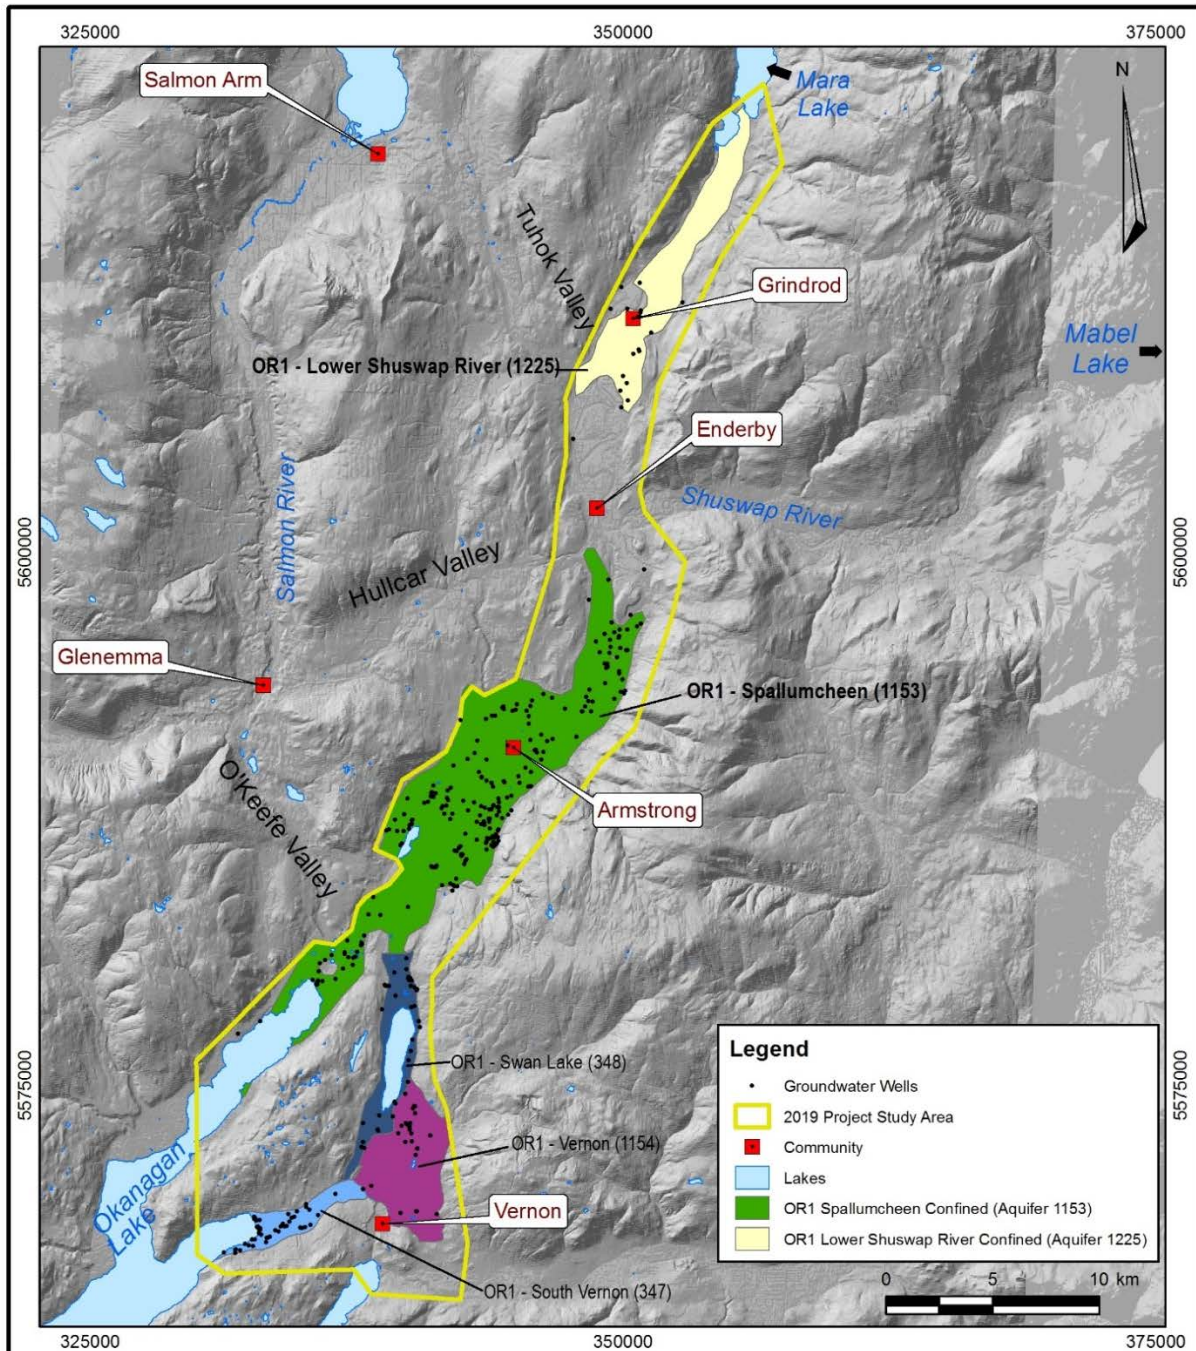 325000
350000
375000
Salmon Arm
Mara
Lake
N
Tuhok Valley
Grindrod
Mabel
Lake
OR1 - Lower Shuswap River (1225)
Enderby
Shuswap River
Salmon River
5600000
5600000
Hullcar Valley
Glenemma
OR1 - Spallumcheen (1153)
O'Keefe Valley
Armstrong
Legend
Groundwater Wells
2019 Project Study Area
Community
Lakes
OR1 Spallumcheen Confined (Aquifer 1153)
OR1 Lower Shuswap River Confined (Aquifer 1225)
0 5 10 km
5575000
5575000
OR1 - Swan Lake (348)
OR1 - Vernon (1154)
Okanagan
Lake
Vernon
OR1 - South Vernon (347)
325000
350000
375000